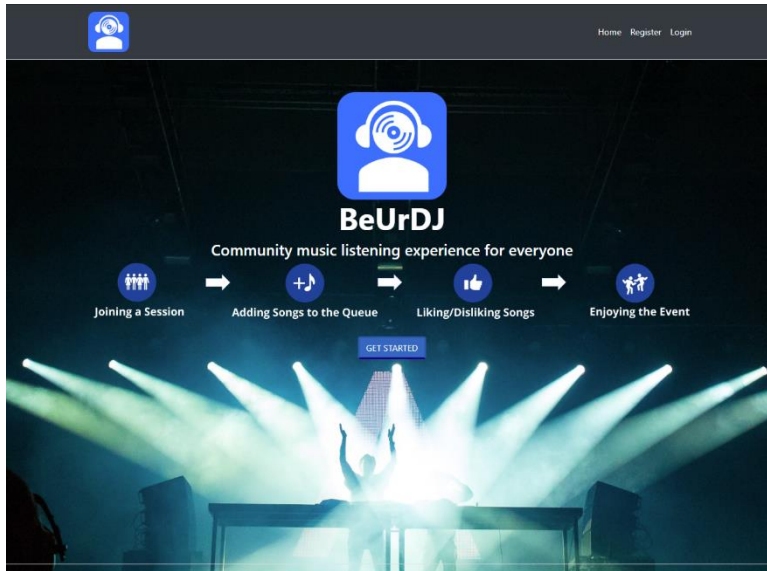 Home Register Login
BeUrDJ
Community music listening experience for everyone
Joining a Session Adding Songs to the Queue Liking/Disliking Songs Enjoying the Event
GET STARTED